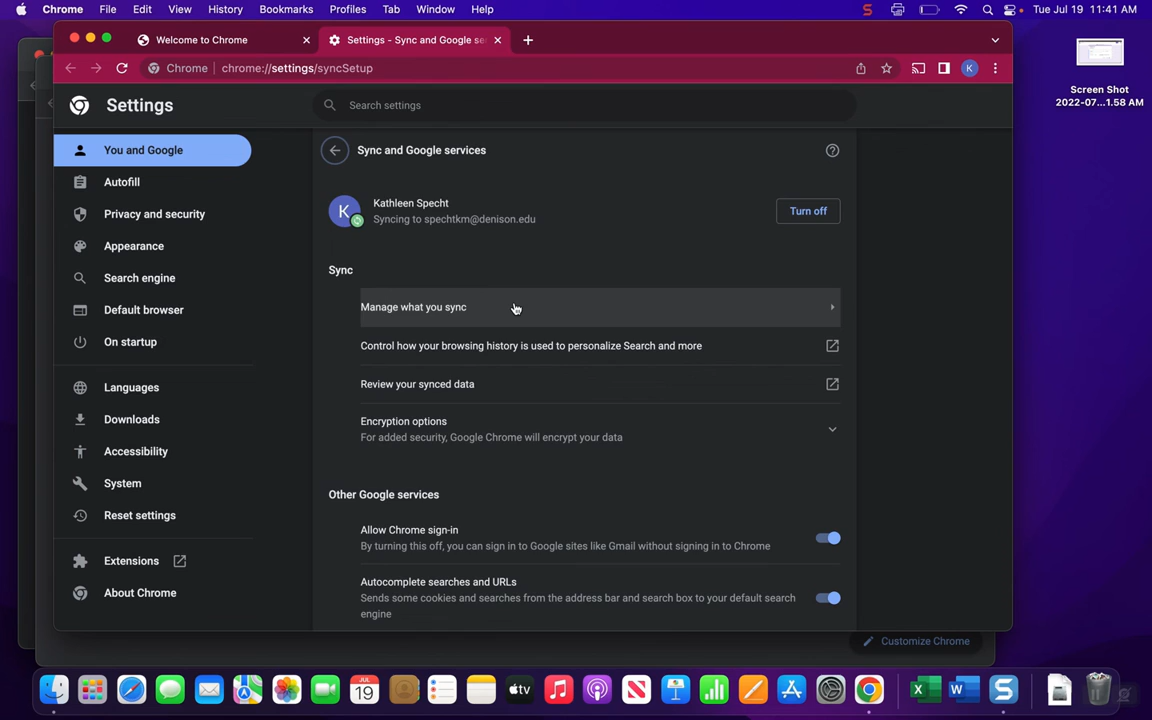 Chrome File Edit View History Bookmarks Profiles Tab Window Help S Tue Jul 19 11:41 AM
Welcome to Chrome
Settings - Sync and Google se
Chrome chrome://settings/syncSetup K
Screen Shot
2022-07...1.58 AM
Settings
Search settings
You and Google
Autofill
Privacy and security
Appearance
Search engine
Default browser
On startup
Languages
Downloads
Accessibility
System
Reset settings
Extensions
About Chrome
Sync and Google services
K
Kathleen Specht
Syncing to spechtkm@denison.edu
Turn off
Sync
Manage what you sync
Control how your browsing history is used to personalize Search and more
Review your synced data
Encryption options
For added security, Google Chrome will encrypt your data
Other Google services
Allow Chrome sign-in
By turning this off, you can sign in to Google sites like Gmail without signing in to Chrome
Autocomplete searches and URLs
Sends some cookies and searches from the address bar and search box to your default search
engine
Customize Chrome
JUL
19
tv
X
W
S